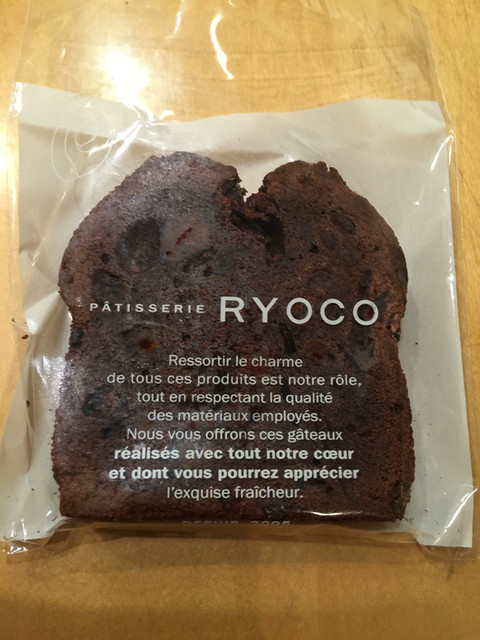 PÂTISSERIE RYOCO
Ressortir le charme
de tous ces produits est notre rôle,
tout en respectant la qualité
des matériaux employés.
Nous vous offrons ces gâteaux
réalisés avec tout notre cœur
et dont vous pourrez apprécier
l'exquise fraîcheur.